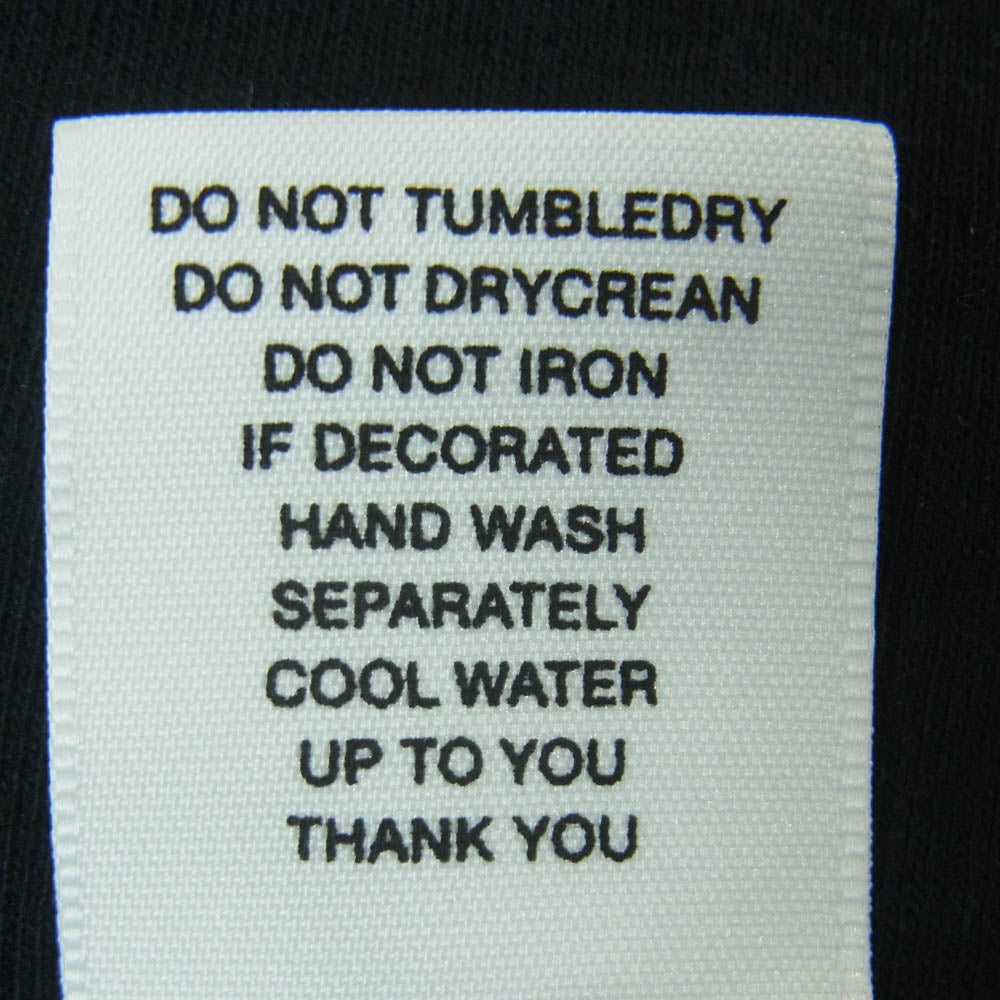 DO NOT TUMBLEDRY
DO NOT DRYCREAN
DO NOT IRON
IF DECORATED
HAND WASH
SEPARATELY
COOL WATER
UP TO YOU
THANK YOU